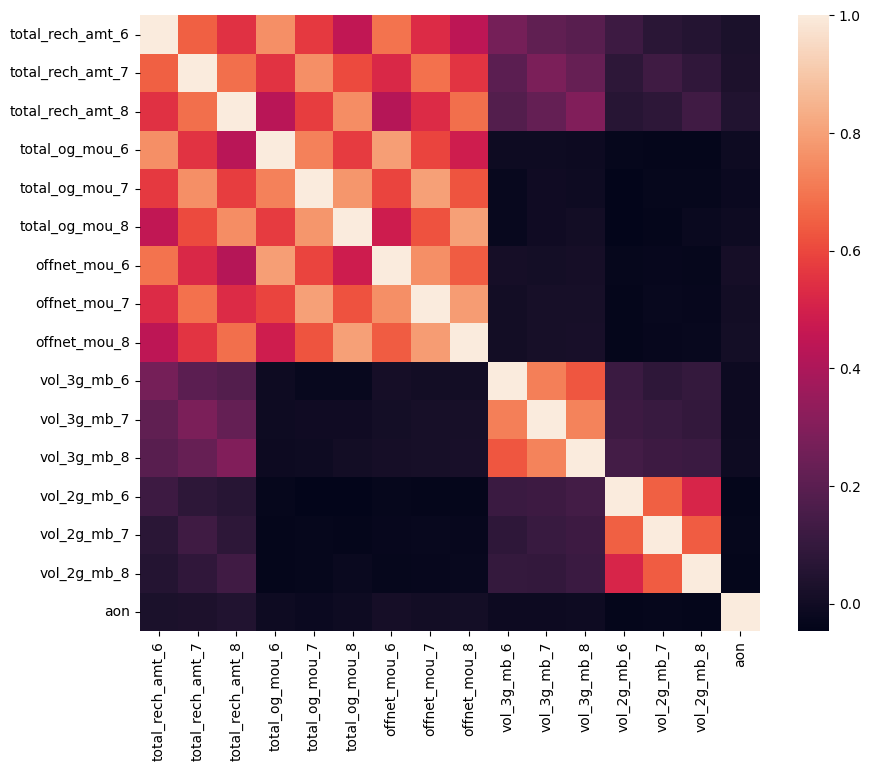 total_rech_amt_6
total_rech_amt_7
total_rech_amt_8
total_og_mou_6
total_og_mou_7
total_og_mou_8
offnet_mou_6
offnet_mou_7
offnet_mou_8
vol_3g_mb_6
vol_3g_mb_7
vol_3g_mb_8
vol_2g_mb_6
vol_2g_mb_7
vol_2g_mb_8
aon
total_rech_amt_6
total_rech_amt_7
total_rech_amt_8
total_og_mou_6
total_og_mou_7
total_og_mou_8
offnet_mou_6
offnet_mou_7
offnet_mou_8
vol_3g_mb_6
vol_3g_mb_7
vol_3g_mb_8
vol_2g_mb_6
vol_2g_mb_7
vol_2g_mb_8
aon
1.0
0.8
0.6
0.4
0.2
0.0